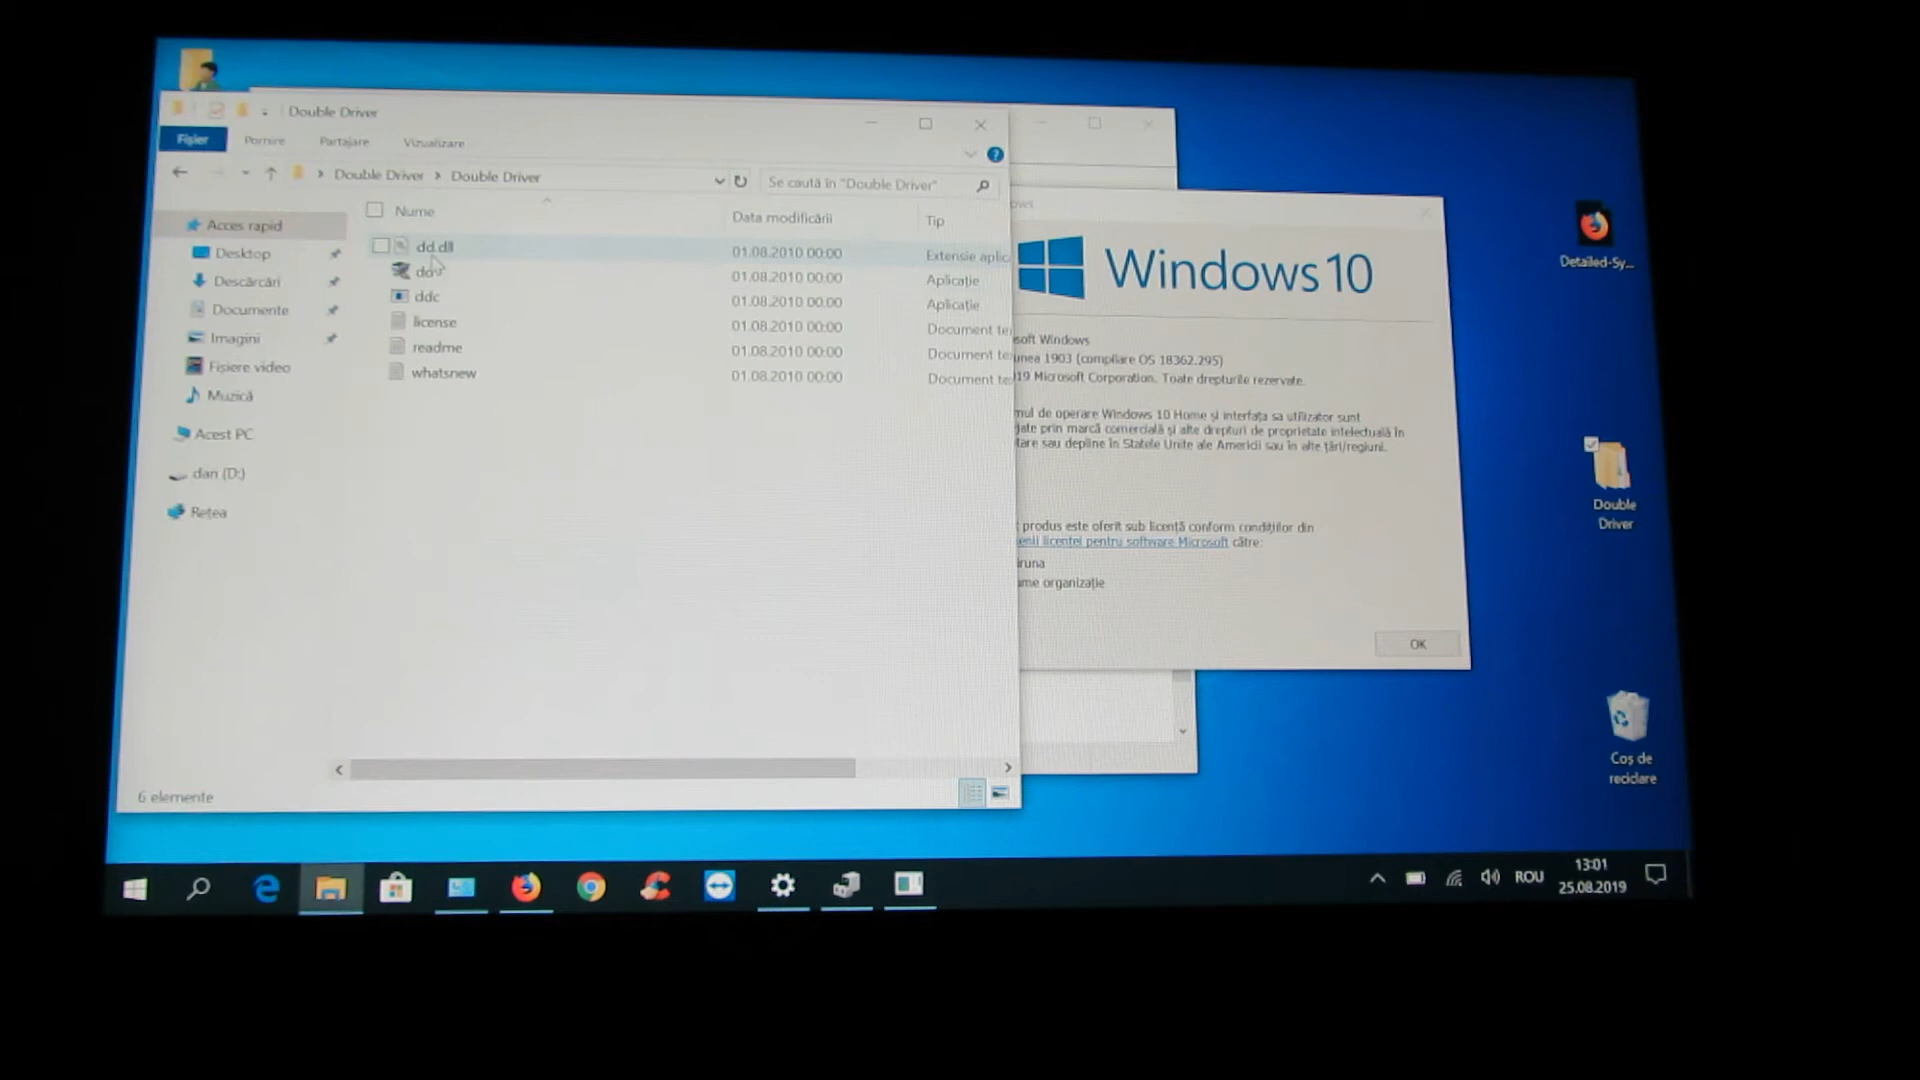 Double Driver
Fișier
Pornire
Partajare
Vizualizare
Double Driver
Double Driver
Se caută în "Double Driver"
Nume
Data modificării
Tip
Acces rapid
Desktop
Descărcări
Documente
Imagini
Fișiere video
Muzică
Acest PC
dan (D:)
Rețea
dd.dll
01.08.2010 00:00
Extensie aplic
01.08.2010 00:00
Aplicație
ddc
01.08.2010 00:00
Aplicație
license
01.08.2010 00:00
Document te
readme
01.08.2010 00:00
Document te
whatsnew
01.08.2010 00:00
Document te
6 elemente
ows
Windows 10
soft Windows
unea 1903 (compilare OS 18362.295)
19 Microsoft Corporation. Toate drepturile rezervate.
mul de operare Windows 10 Home și interfața sa utilizator sunt
jate prin marcă comercială și alte drepturi de proprietate intelectuală în
tare sau depline în Statele Unite ale Americii sau în alte țări/regiuni.
produs este oferit sub licență conform condițiilor din
enii licenței pentru software Microsoft către:
iruna
ume organizație
OK
Detailed-Sy...
Double
Driver
Coș de
reciclare
ROU
13:01
25.08.2019